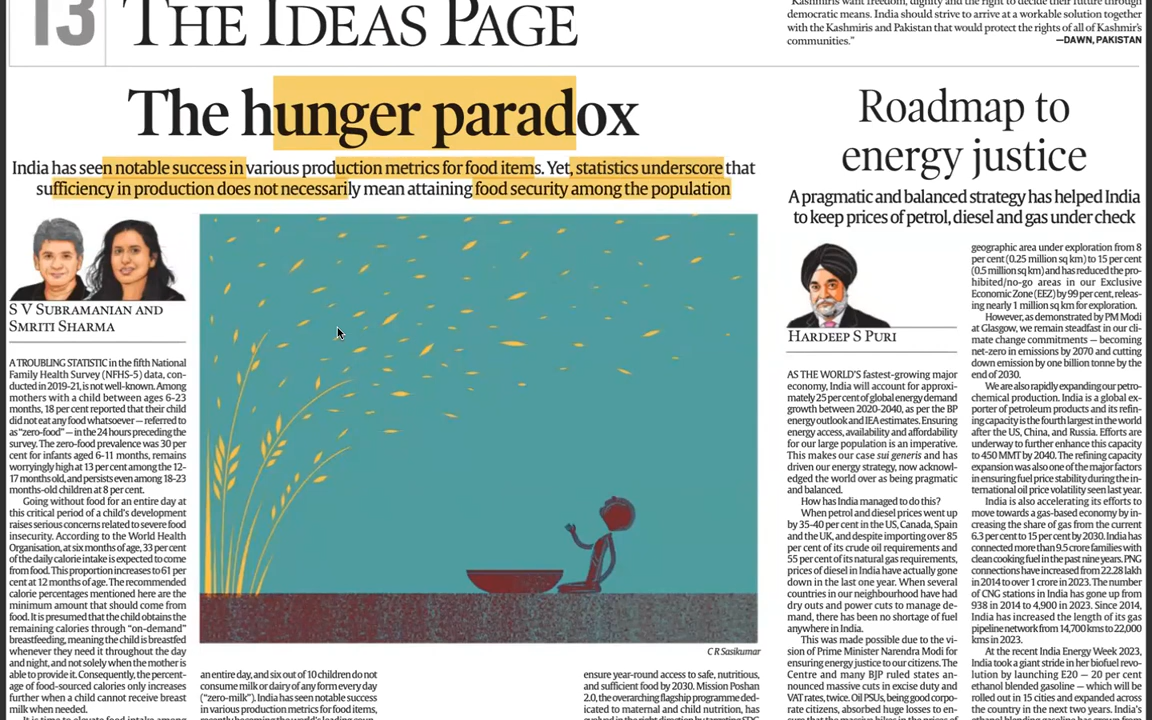 13
THE IDEAS PAGE
"Kashmiris want freedom, dignity and the right to decide their future through
democratic means. India should strive to arrive at a workable solution together
with the Kashmiris and Pakistan that would protect the rights of all of Kashmir's
communities."
—DAWN, PAKISTAN
The hunger paradox
India has seen notable success in various production metrics for food items. Yet, statistics underscore that
sufficiency in production does not necessarily mean attaining food security among the population
S V SUBRAMANIAN AND
SMRITI SHARMA
A TROUBLING STATISTIC in the fifth National
Family Health Survey (NFHS-5) data, con-
ducted in 2019-21, is not well-known. Among
mothers with a child between ages 6-23
months, 18 per cent reported that their child
did not eat any food whatsoever — referred to
as "zero-food" — in the 24 hours preceding the
survey. The zero-food prevalence was 30 per
cent for infants aged 6-11 months, remains
worryingly high at 13 per cent among the 12-
17 months old, and persists even among 18-23
months-old children at 8 per cent.
Going without food for an entire day at
this critical period of a child's development
raises serious concerns related to severe food
insecurity. According to the World Health
Organisation, at six months of age, 33 per cent
of the daily calorie intake is expected to come
from food. This proportion increases to 61 per
cent at 12 months of age. The recommended
calorie percentages mentioned here are the
minimum amount that should come from
food. It is presumed that the child obtains the
remaining calories through "on-demand"
breastfeeding, meaning the child is breastfed
whenever they need it throughout the day
and night, and not solely when the mother is
able to provide it. Consequently, the percent-
age of food-sourced calories only increases
further when a child cannot receive breast
milk when needed.
It is time to elevate food intake among
C R Sasikumar
an entire day, and six out of 10 children do not
consume milk or dairy of any form every day
("zero-milk"). India has seen notable success
in various production metrics for food items,
recently becoming the world's leading
ensure year-round access to safe, nutritious,
and sufficient food by 2030. Mission Poshan
2.0, the overarching flagship programme ded-
icated to maternal and child nutrition, has
evolved in the right direction by targeting SDG
Roadmap to
energy justice
A pragmatic and balanced strategy has helped India
to keep prices of petrol, diesel and gas under check
HARDEEP S PURI
AS THE WORLD'S fastest-growing major
economy, India will account for approxi-
mately 25 per cent of global energy demand
growth between 2020-2040, as per the BP
energy outlook and IEA estimates. Ensuring
energy access, availability and affordability
for our large population is an imperative.
This makes our case sui generis and has
driven our energy strategy, now acknowl-
edged the world over as being pragmatic
and balanced.
How has India managed to do this?
When petrol and diesel prices went up
by 35-40 per cent in the US, Canada, Spain
and the UK, and despite importing over 85
per cent of its crude oil requirements and
55 per cent of its natural gas requirements,
prices of diesel in India have actually gone
down in the last one year. When several
countries in our neighbourhood have had
dry outs and power cuts to manage de-
mand, there has been no shortage of fuel
anywhere in India.
This was made possible due to the vi-
sion of Prime Minister Narendra Modi for
ensuring energy justice to our citizens. The
Centre and many BJP ruled states an-
nounced massive cuts in excise duty and
VAT rates, twice. Oil PSUs, being good corpo-
rate citizens, absorbed huge losses to en-
sure that the massive hikes in the prices of
geographic area under exploration from 8
per cent (0.25 million sq km) to 15 per cent
(0.5 million sq km) and has reduced the pro-
hibited/no-go areas in our Exclusive
Economic Zone (EEZ) by 99 per cent, releas-
ing nearly 1 million sq km for exploration.
However, as demonstrated by PM Modi
at Glasgow, we remain steadfast in our cli-
mate change commitments — becoming
net-zero in emissions by 2070 and cutting
down emission by one billion tonne by the
end of 2030.
We are also rapidly expanding our petro-
chemical production. India is a global ex-
porter of petroleum products and its refin-
ing capacity is the fourth largest in the world
after the US, China, and Russia. Efforts are
underway to further enhance this capacity
to 450 MMT by 2040. The refining capacity
expansion was also one of the major factors
in ensuring fuel price stability during the in-
ternational oil price volatility seen last year.
India is also accelerating its efforts to
move towards a gas-based economy by in-
creasing the share of gas from the current
6.3 per cent to 15 per cent by 2030. India has
connected more than 9.5 crore families with
clean cooking fuel in the past nine years. PNG
connections have increased from 22.28 lakh
in 2014 to over 1 crore in 2023. The number
of CNG stations in India has gone up from
938 in 2014 to 4,900 in 2023. Since 2014,
India has increased the length of its gas
pipeline network from 14,700 kms to 22,000
kms in 2023.
At the recent India Energy Week 2023,
India took a giant stride in her biofuel revo-
lution by launching E20 — 20 per cent
ethanol blended gasoline — which will be
rolled out in 15 cities and expanded across
the country in the next two years. India's
ethanol blending gasoline has grown from